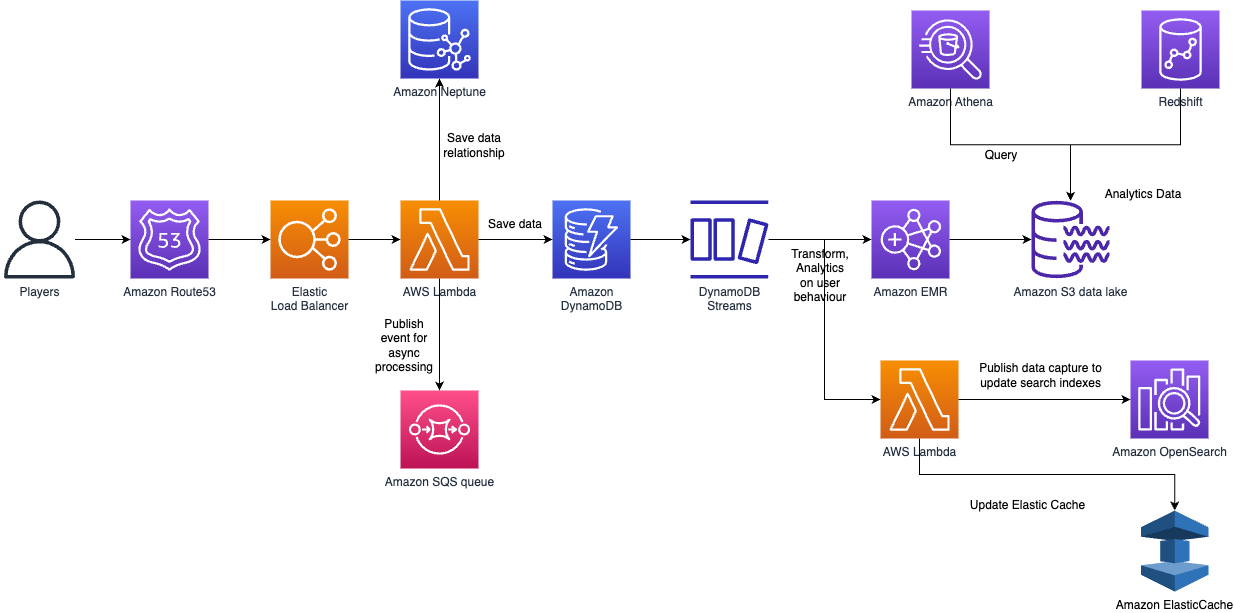 Amazon Neptune
Amazon Athena
Redshift
Save data
relationship
Query
Analytics Data
53
Save data
Players
Amazon Route53
Elastic
Load Balancer
AWS Lambda
Amazon
DynamoDB
DynamoDB
Streams
Transform,
Analytics
on user
behaviour
Amazon EMR
Amazon S3 data lake
Publish
event for
async
processing
Publish data capture to
update search indexes
AWS Lambda
Amazon OpenSearch
Amazon SQS queue
Update Elastic Cache
Amazon ElasticCache